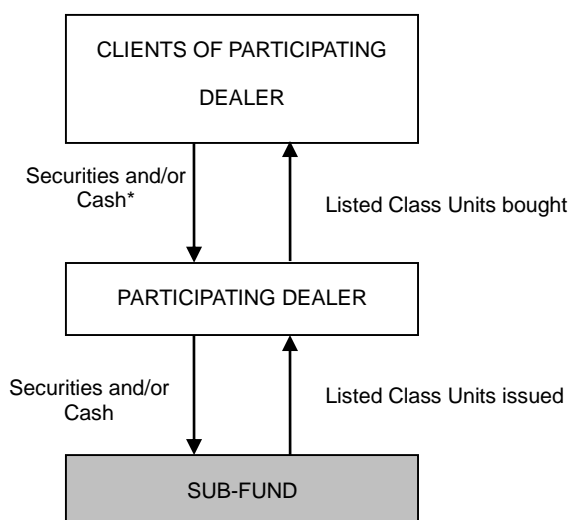 CLIENTS OF PARTICIPATING
DEALER
Securities and/or
Cash*
Listed Class Units bought
PARTICIPATING DEALER
Securities and/or
Cash
Listed Class Units issued
SUB-FUND